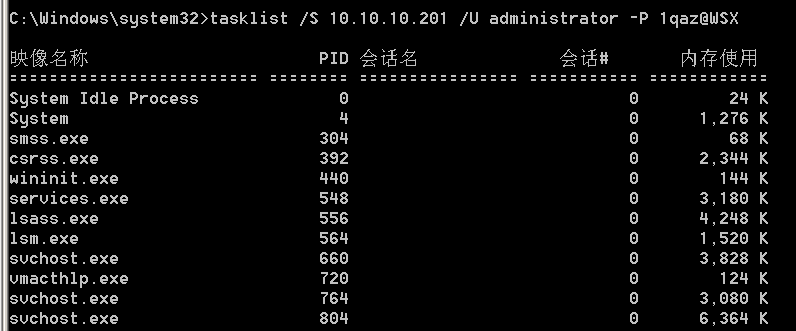 C:\Windows\system32>tasklist /S 10.10.10.201 /U administrator -P 1qaz@WSX
映像名称 PID 会话名 会话# 内存使用
========================= ======== ================ =========== ============
System Idle Process 0 0 24 K
System 4 0 1,276 K
smss.exe 304 0 68 K
csrss.exe 392 0 2,344 K
wininit.exe 440 0 144 K
services.exe 548 0 3,180 K
lsass.exe 556 0 4,248 K
lsm.exe 564 0 1,520 K
svchost.exe 660 0 3,828 K
vmacthlp.exe 720 0 124 K
svchost.exe 764 0 3,080 K
svchost.exe 804 0 6,364 K